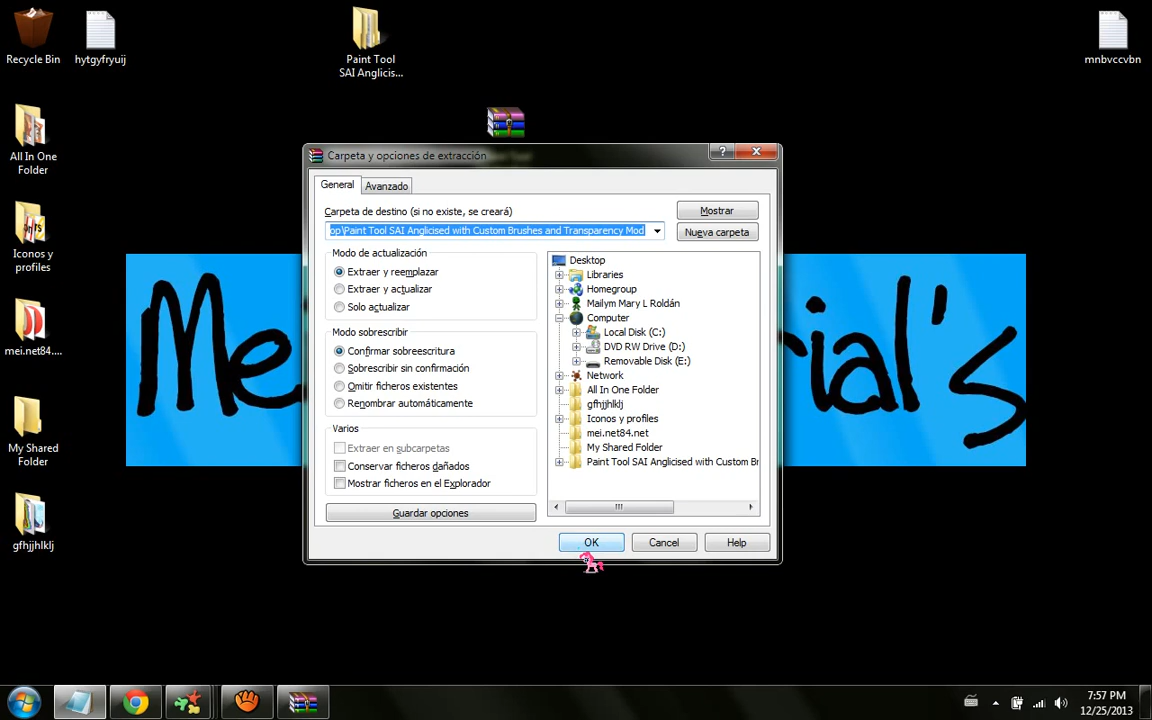 Recycle Bin
hytgyfryuij
Paint Tool
SAI Anglicis...
mnbvccvbn
All In One
Folder
Iconos y
profiles
mei.net84....
My Shared
Folder
gfhjjhlklj
Me
rial's
Carpeta y opciones de extracción
General
Avanzado
Carpeta de destino (si no existe, se creará)
op\Paint Tool SAI Anglicised with Custom Brushes and Transparency Mod
Mostrar
Nueva carpeta
Modo de actualización
Extraer y reemplazar
Extraer y actualizar
Solo actualizar
Modo sobrescribir
Confirmar sobreescritura
Sobrescribir sin confirmación
Omitir ficheros existentes
Renombrar automáticamente
Varios
Extraer en subcarpetas
Conservar ficheros dañados
Mostrar ficheros en el Explorador
Guardar opciones
Desktop
Libraries
Homegroup
Mailym Mary L Roldán
Computer
Local Disk (C:)
DVD RW Drive (D:)
Removable Disk (E:)
Network
All In One Folder
gfhjjhlklj
Iconos y profiles
mei.net84.net
My Shared Folder
Paint Tool SAI Anglicised with Custom Br
OK
Cancel
Help
7:57 PM
12/25/2013